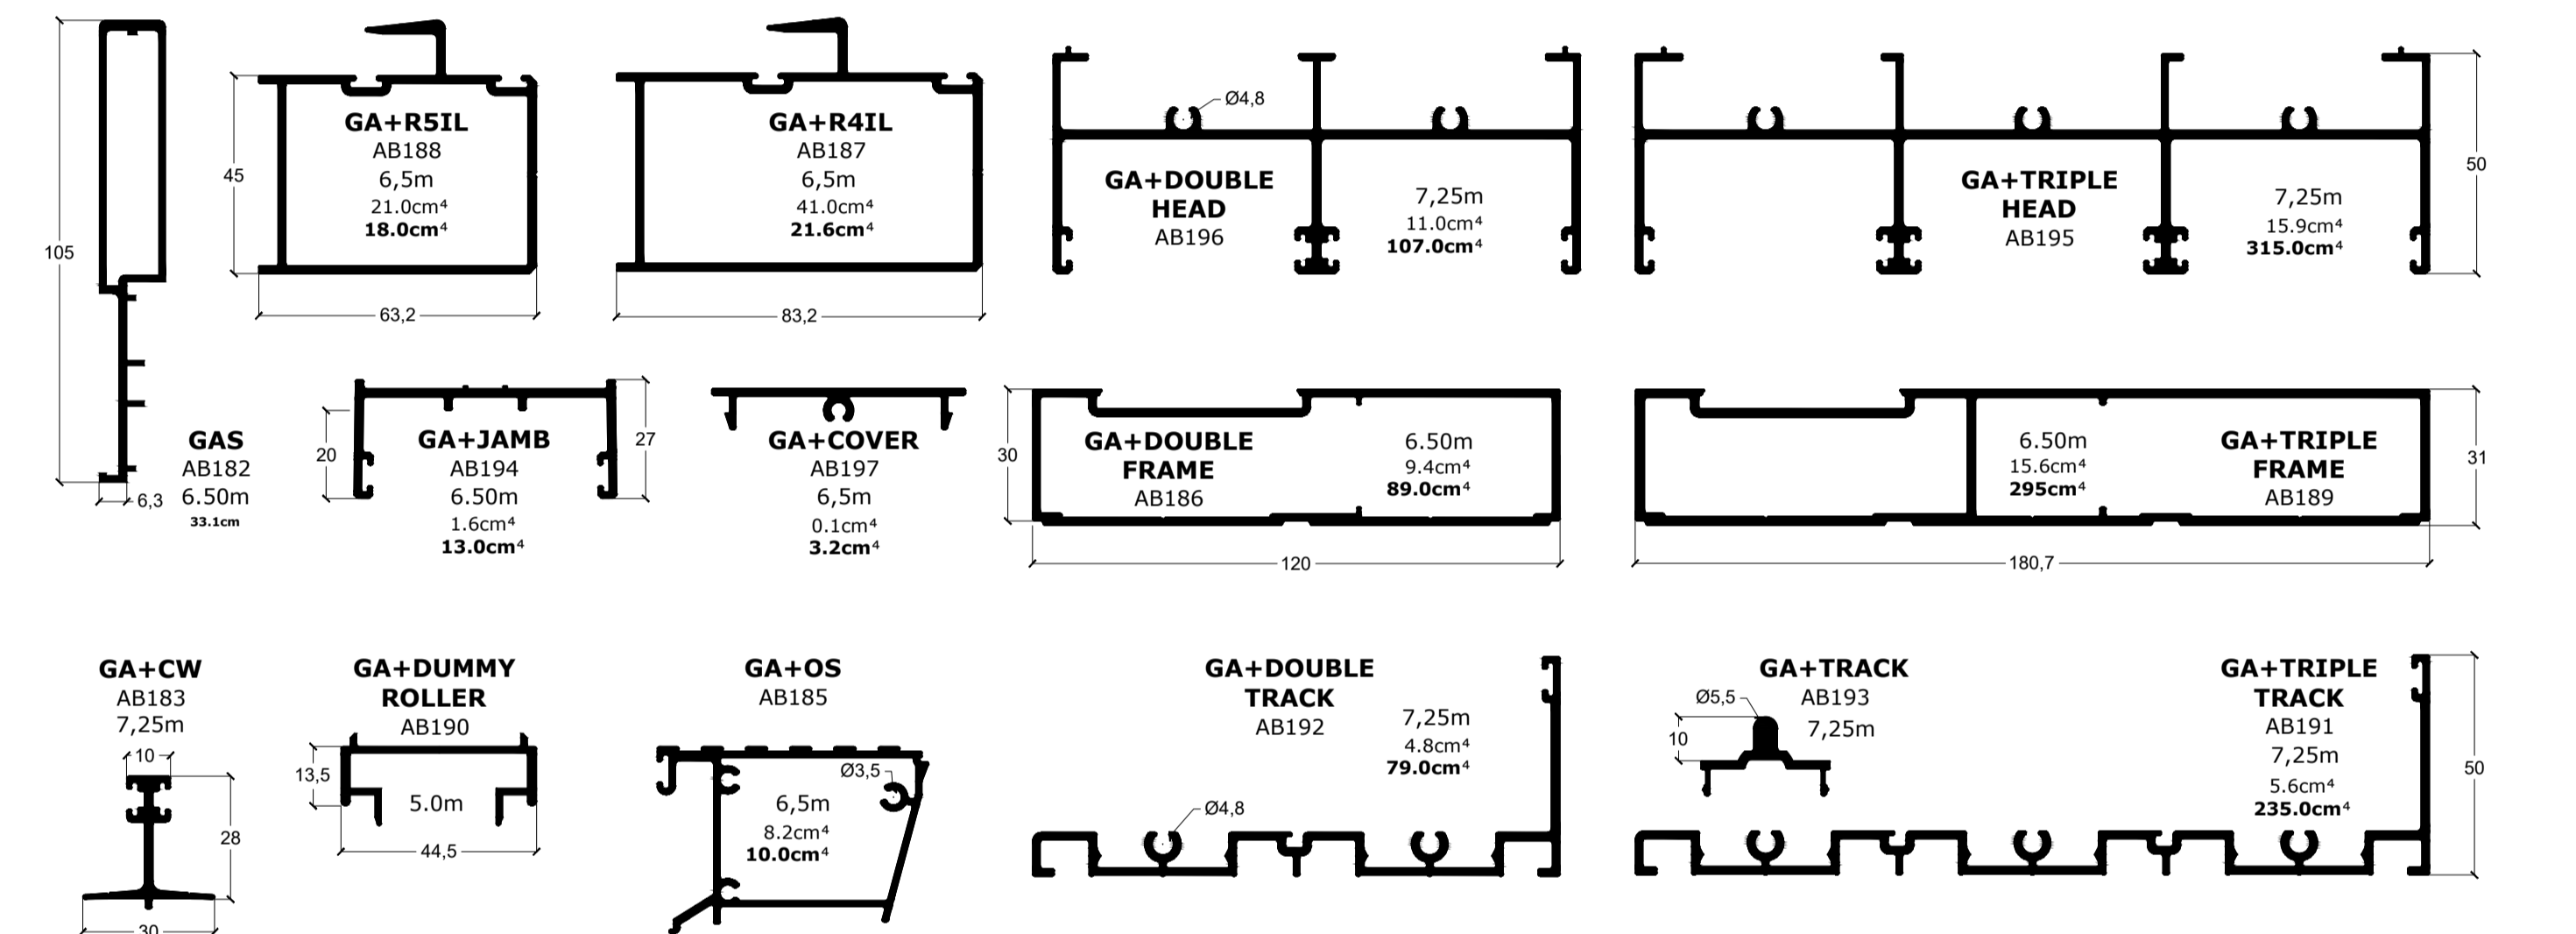 105
GAS
AB182
6.50m
33.1cm
6,3
45
GA+R5IL
AB188
6,5m
21.0cm⁴
18.0cm⁴
63,2
GA+R4IL
AB187
6,5m
41.0cm⁴
21.6cm⁴
83,2
Ø4,8
GA+DOUBLE
HEAD
AB196
7,25m
11.0cm⁴
107.0cm⁴
GA+TRIPLE
HEAD
AB195
7,25m
15.9cm⁴
315.0cm⁴
50
20
GA+JAMB
AB194
6.50m
1.6cm⁴
13.0cm⁴
27
GA+COVER
AB197
6,5m
0.1cm⁴
3.2cm⁴
30
GA+DOUBLE
FRAME
AB186
6.50m
9.4cm⁴
89.0cm⁴
120
6.50m
15.6cm⁴
295cm⁴
GA+TRIPLE
FRAME
AB189
31
180,7
GA+CW
AB183
7,25m
10
28
30
GA+DUMMY
ROLLER
AB190
13,5
5.0m
44,5
GA+OS
AB185
Ø3,5
6,5m
8.2cm⁴
10.0cm⁴
GA+DOUBLE
TRACK
AB192
7,25m
4.8cm⁴
79.0cm⁴
Ø4,8
GA+TRACK
AB193
7,25m
Ø5,5
10
GA+TRIPLE
TRACK
AB191
7,25m
5.6cm⁴
235.0cm⁴
50